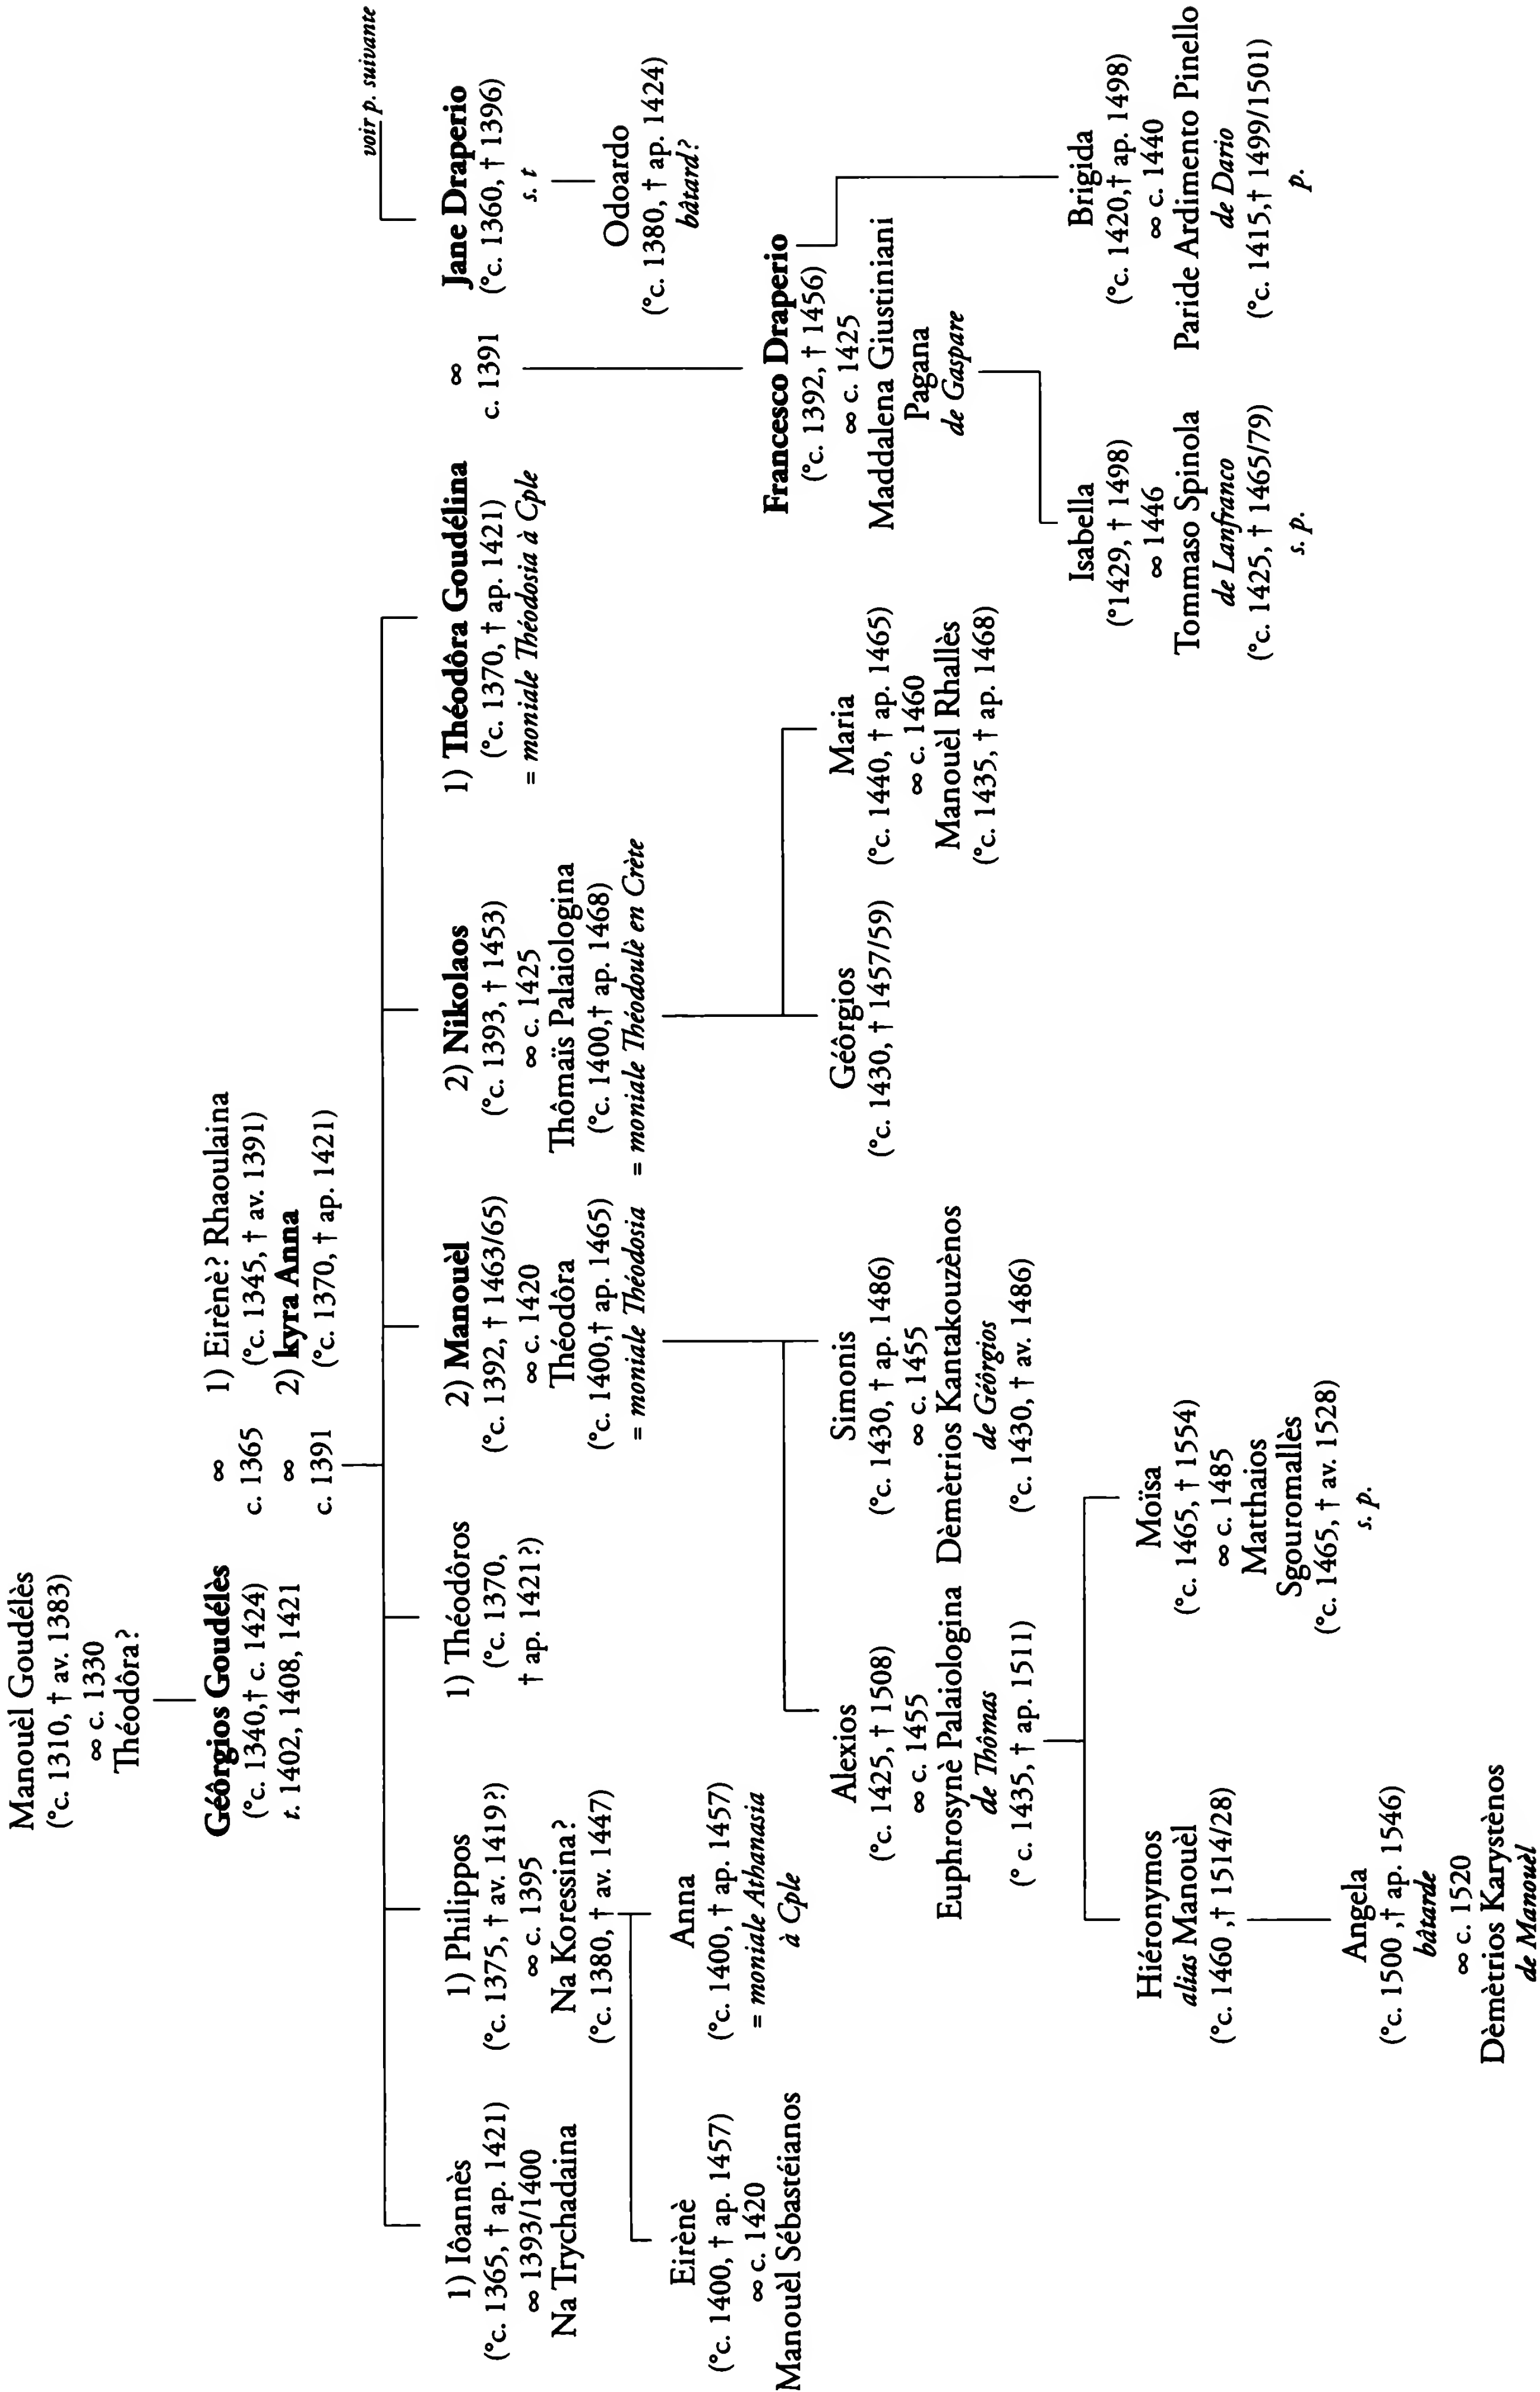 Manouèl Goudélès
(°c. 1310, † av. 1383)
∞ c. 1330
Théodôra?
Géôrgios Goudélès
(°c. 1340,† c. 1424)
t. 1402, 1408, 1421
∞
c. 1365
∞
c. 1391
1) Eirènè? Rhaoulaina
(°c. 1345, † av. 1391)
2) kyra Anna
(°c. 1370, † ap. 1421)
voir p. suivante
1) Iôannès
(°c. 1365, † ap. 1421)
∞ 1393/1400
Na Trychadaina
1) Philippos
(°c. 1375, † av. 1419?)
∞ c. 1395
Na Koressina?
(°c. 1380, † av. 1447)
1) Théodôros
(°c. 1370,
† ap. 1421?)
2) Manouèl
(°c. 1392, † 1463/65)
∞ c. 1420
Théodôra
(°c. 1400,† ap. 1465)
= moniale Théodosia
2) Nikolaos
(°c. 1393, † 1453)
∞ c. 1425
Thômaïs Palaiologina
(°c. 1400,† ap. 1468)
= moniale Théodoulè en Crète
1) Théodôra Goudélina
(°c. 1370, † ap. 1421)
= moniale Théodosia à Cple
∞
c. 1391
Jane Draperio
(°c. 1360, † 1396)
s. t
Odoardo
(°c. 1380, † ap. 1424)
bâtard?
Eirènè
(°c. 1400, † ap. 1457)
∞ c. 1420
Manouèl Sébastéianos
Anna
(°c. 1400, † ap. 1457)
= moniale Athanasia
à Cple
Francesco Draperio
(°c. 1392, † 1456)
∞ c. 1425
Maddalena Giustiniani
Pagana
de Gaspare
Alexios
(°c. 1425, † 1508)
∞ c. 1455
Euphrosynè Palaiologina
de Thômas
(° c. 1435, † ap. 1511)
Simonis
(°c. 1430, † ap. 1486)
∞ c. 1455
Dèmètrios Kantakouzènos
de Géôrgios
(°c. 1430, † av. 1486)
Géôrgios
(°c. 1430, † 1457/59)
Maria
(°c. 1440, † ap. 1465)
∞ c. 1460
Manouèl Rhallès
(°c. 1435, † ap. 1468)
Isabella
(°1429, † 1498)
∞ 1446
Tommaso Spinola
de Lanfranco
(°c. 1425, † 1465/79)
s. p.
Brigida
(°c. 1420,† ap. 1498)
∞ c. 1440
Paride Ardimento Pinello
de Dario
(°c. 1415,† 1499/1501)
p.
Hiéronymos
alias Manouèl
(°c. 1460 ,† 1514/28)
Moïsa
(°c. 1465, † 1554)
∞ c. 1485
Matthaios
Sgouromallès
(°c. 1465, † av. 1528)
s. p.
Angela
(°c. 1500 ,† ap. 1546)
bâtarde
∞ c. 1520
Dèmètrios Karystènos
de Manouèl